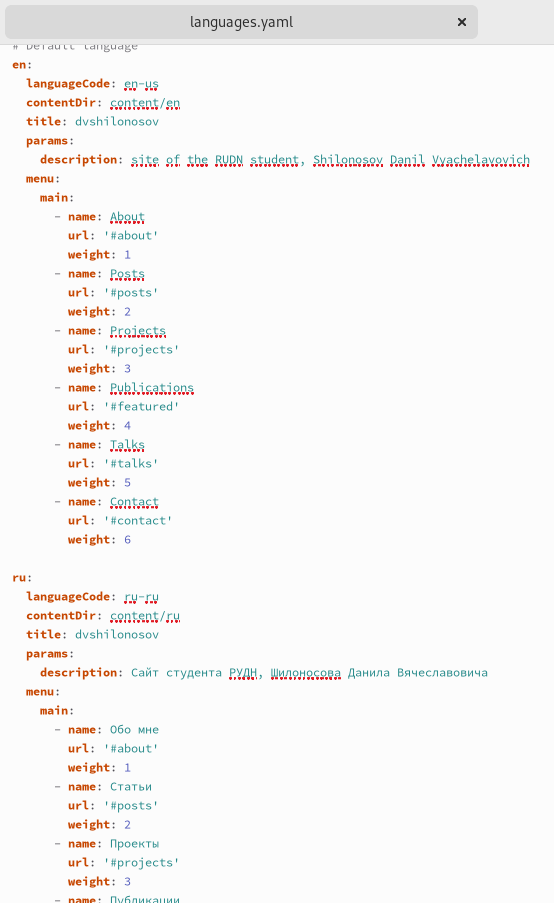 languages.yaml
# Default language
en:
  languageCode: en-us
  contentDir: content/en
  title: dvshilonosov
  params:
    description: site of the RUDN student, Shilonosov Danil Vyachelavovich
  menu:
    main:
      - name: About
        url: '#about'
        weight: 1
      - name: Posts
        url: '#posts'
        weight: 2
      - name: Projects
        url: '#projects'
        weight: 3
      - name: Publications
        url: '#featured'
        weight: 4
      - name: Talks
        url: '#talks'
        weight: 5
      - name: Contact
        url: '#contact'
        weight: 6
ru:
  languageCode: ru-ru
  contentDir: content/ru
  title: dvshilonosov
  params:
    description: Сайт студента РУДН, Шилоносова Данила Вячеславовича
  menu:
    main:
      - name: Обо мне
        url: '#about'
        weight: 1
      - name: Статьи
        url: '#posts'
        weight: 2
      - name: Проекты
        url: '#projects'
        weight: 3
      - name: Публикации